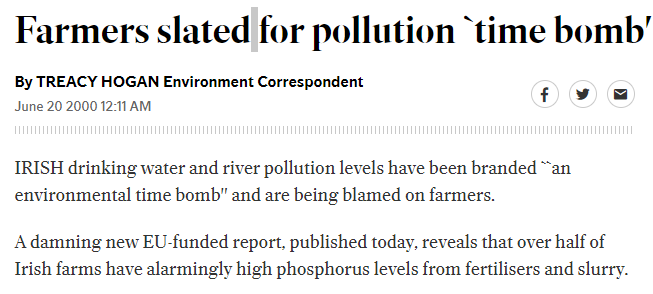 Farmers slated for pollution `time bomb'
By TREACY HOGAN Environment Correspondent
June 20 2000 12:11 AM
IRISH drinking water and river pollution levels have been branded ``an
environmental time bomb'' and are being blamed on farmers.
A damning new EU-funded report, published today, reveals that over half of
Irish farms have alarmingly high phosphorus levels from fertilisers and slurry.